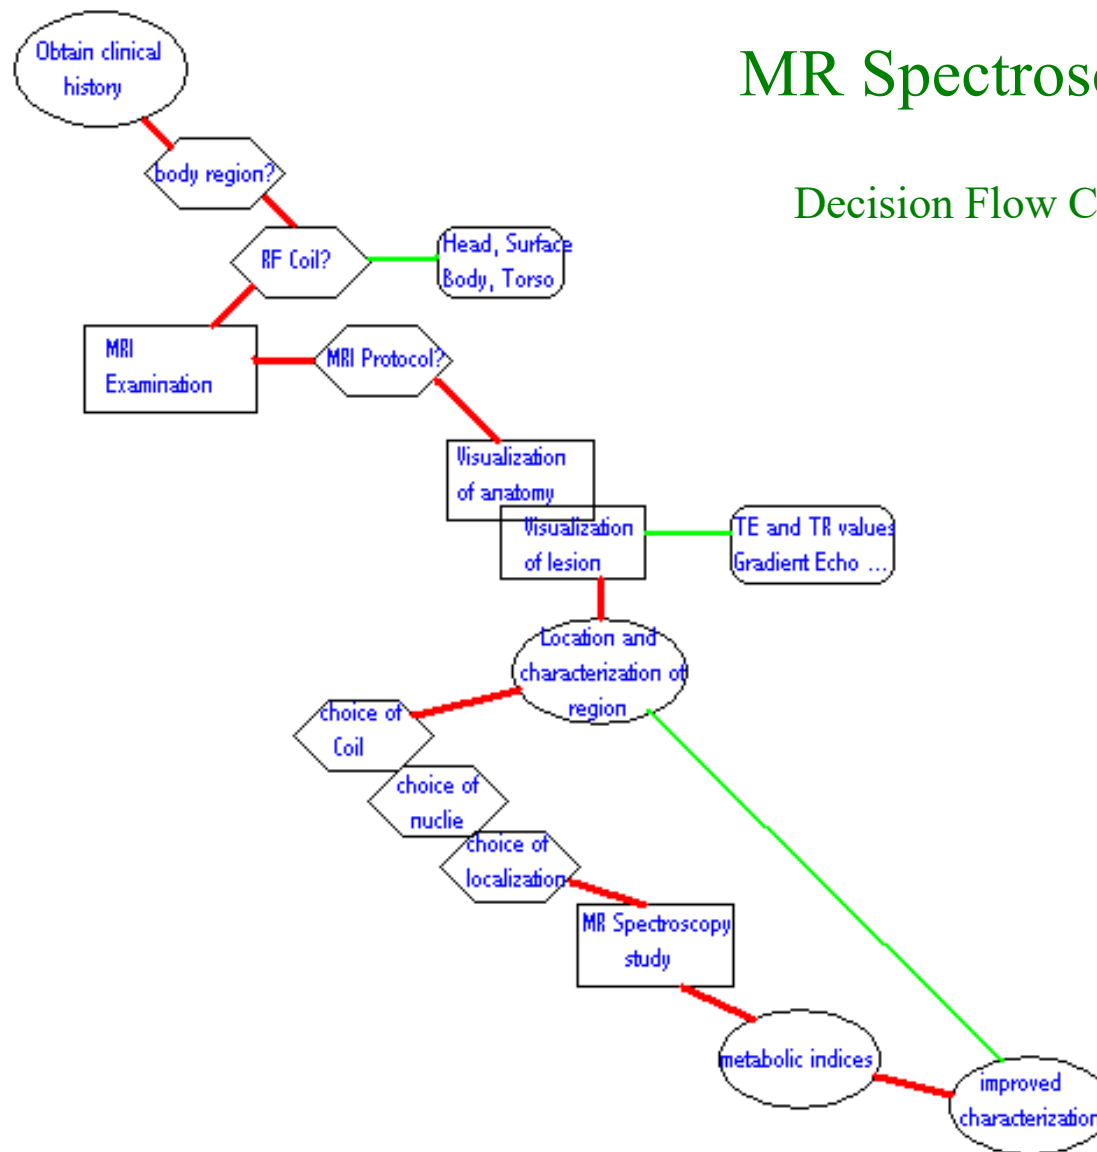 MR Spectrosc
Decision Flow C
Obtain clinical
history
body region?
RF Coil?
Head, Surface
Body, Torso
MRI
Examination
MRI Protocol?
Visualization
of anatomy
Visualization
of lesion
TE and TR values
Gradient Echo ...
Location and
characterization of
region
choice of
Coil
choice of
nuclie
choice of
localization
MR Spectroscopy
study
metabolic indices
improved
characterization